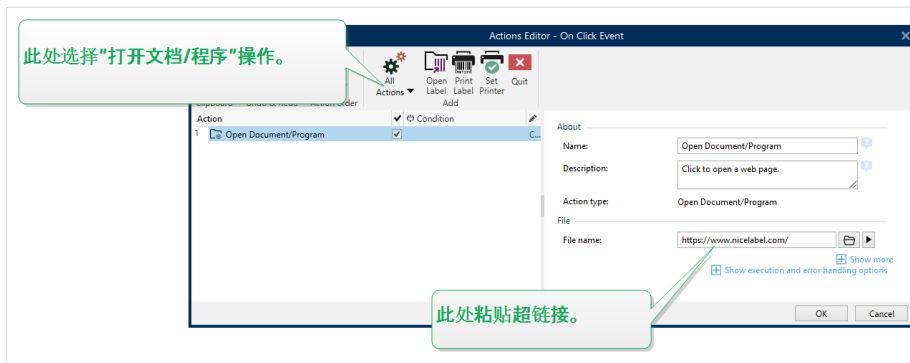 Actions Editor - On Click Event
此处选择“打开文档/程序”操作。
All
Actions
Open
Label
Print
Label
Set
Printer
Quit
Add
Action
Condition
1 Open Document/Program
C...
About
Name:
Open Document/Program
Description:
Click to open a web page.
Action type:
Open Document/Program
File
File name:
https://www.nicelabel.com/
Show more
Show execution and error handling options
此处粘贴超链接。
OK
Cancel